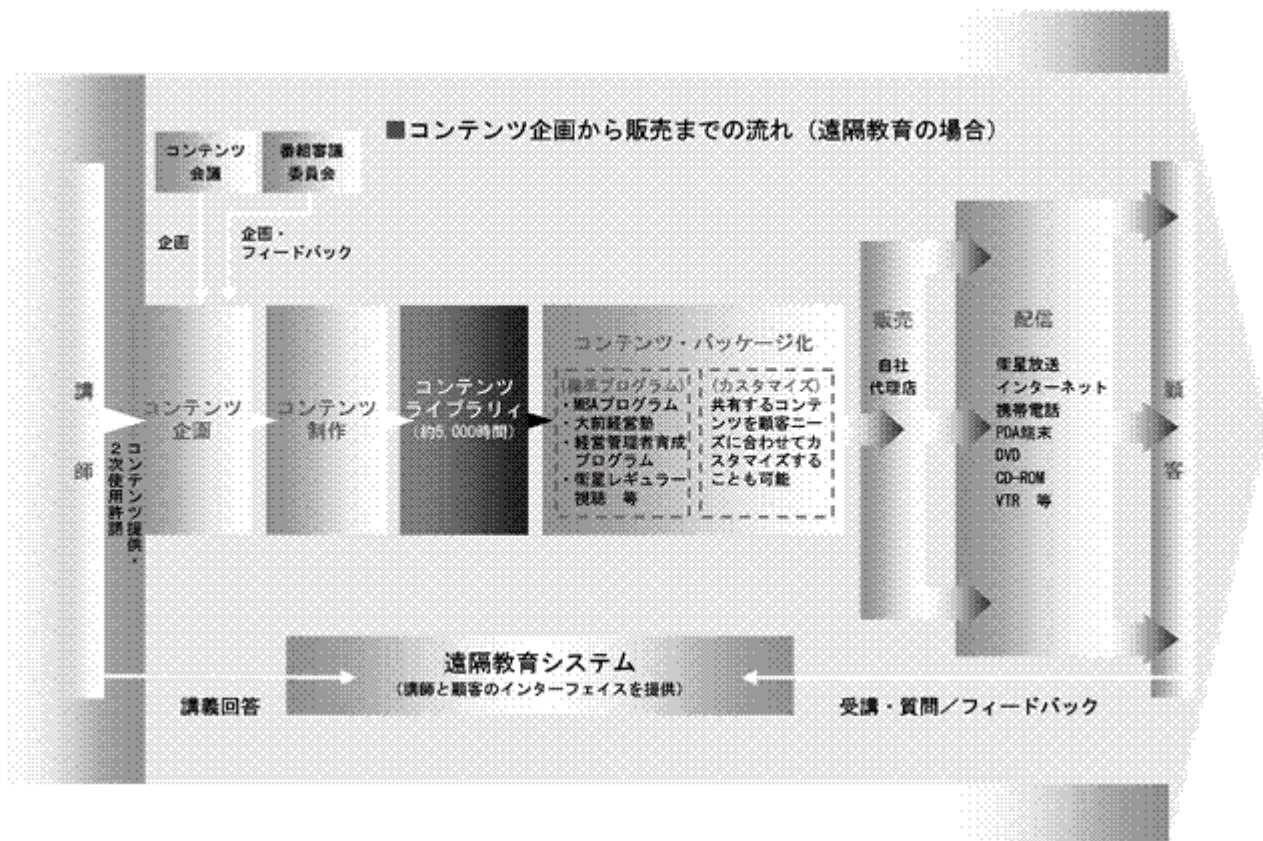 ■コンテンツ企画から販売までの流れ（遠隔教育の場合）
コンテンツ
会議
番組審議
委員会
企画
企画・
フィードバック
講師
コンテンツ提供・
２次使用許諾
コンテンツ
企画
コンテンツ
制作
コンテンツ
ライブラリィ
（約5,000時間）
コンテンツ・パッケージ化
（標準プログラム）
・MBAプログラム
・大前経営塾
・経営管理者育成
プログラム
・衛星レギュラー
視聴　等
（カスタマイズ）
共有するコンテ
ンツを顧客ニー
ズに合わせてカ
スタマイズする
ことも可能
販売
自社
代理店
配信
衛星放送
インターネット
携帯電話
PDA端末
DVD
CD-ROM
VTR　等
顧客
遠隔教育システム
（講師と顧客のインターフェイスを提供）
講義回答
受講・質問／フィードバック